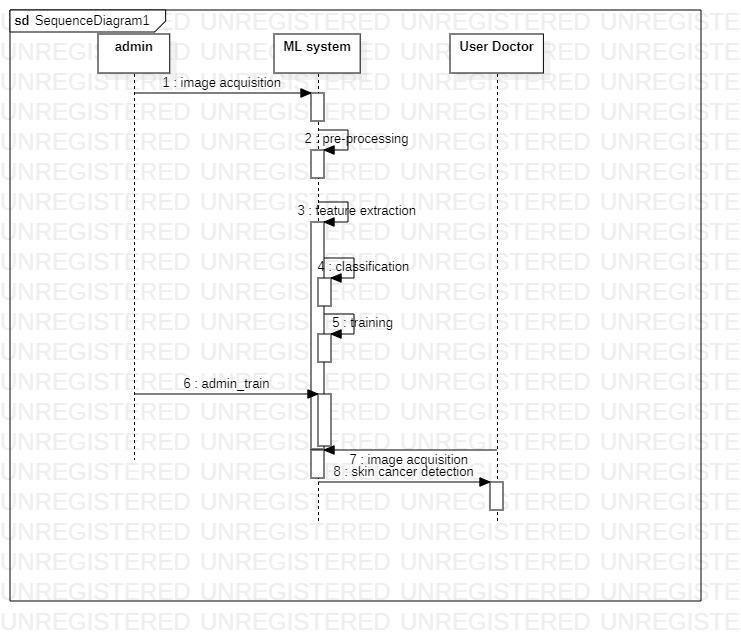 sd SequenceDiagram1
admin
ML system
User Doctor
1 : image acquisition
2 : pre-processing
3 : feature extraction
4 : classification
5 : training
6 : admin_train
7 : image acquisition
8 : skin cancer detection
UNREGISTERED UNREGISTERED UNREGISTERED UNREGISTERED